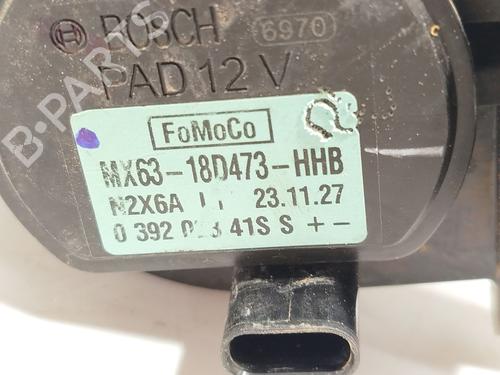 BOSCH 6970
PAD 12 V
FoMoCo
MX63-18D473-HHB
N2X6A 23.11.27
0 392 41S S + -
B-PARTS